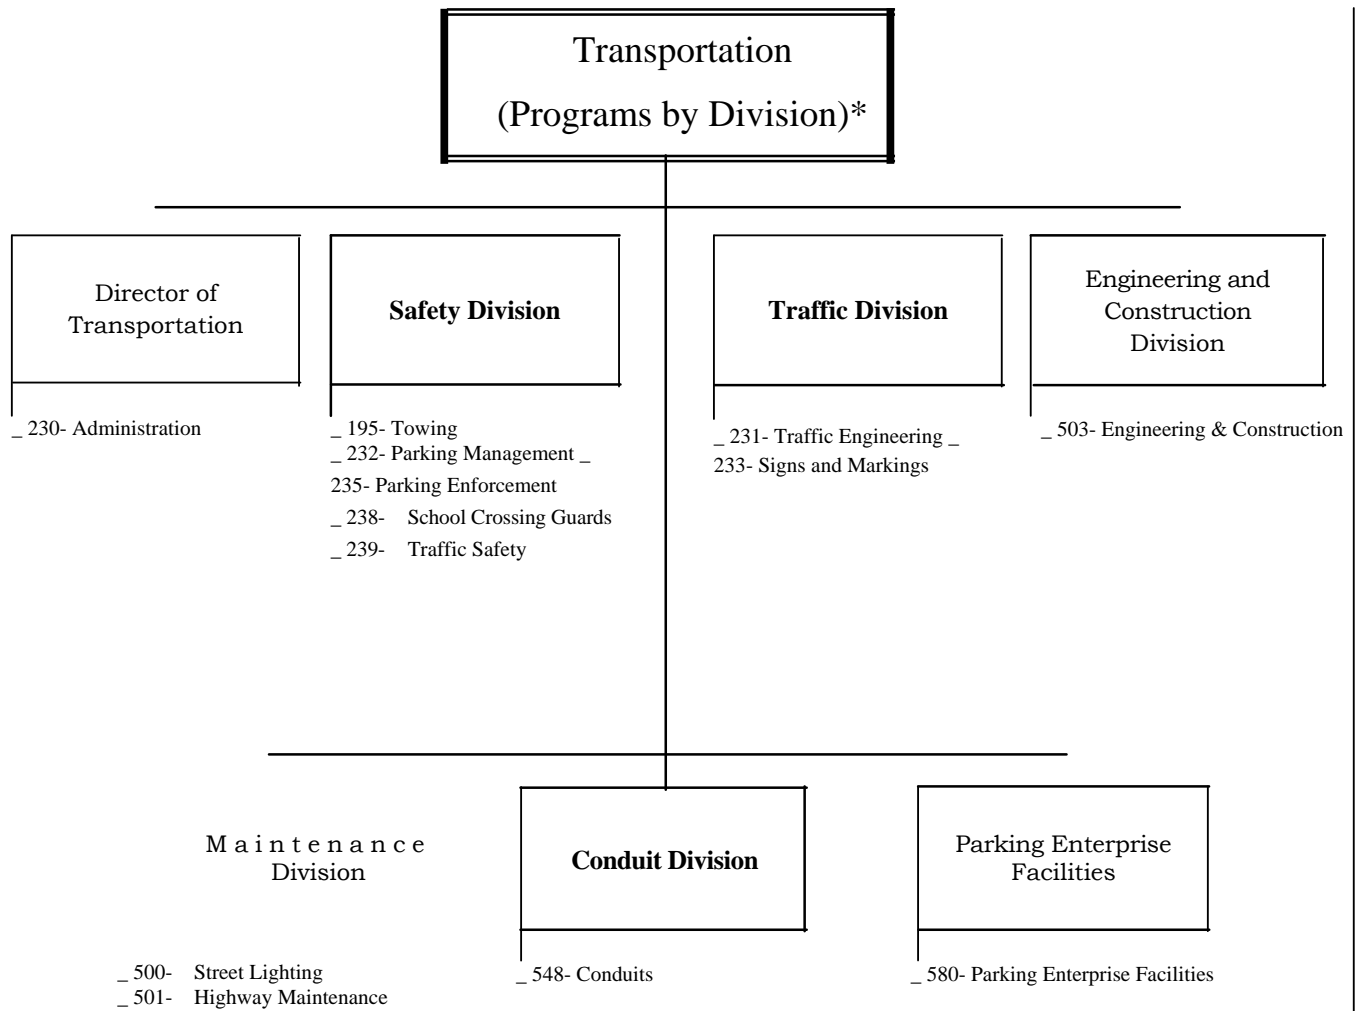 Transportation
(Programs by Division)*
Director of
Transportation
_ 230- Administration
Safety Division
_ 195- Towing
_ 232- Parking Management _
235- Parking Enforcement
_ 238- School Crossing Guards
_ 239- Traffic Safety
Traffic Division
_ 231- Traffic Engineering _
233- Signs and Markings
Engineering and
Construction
Division
_ 503- Engineering & Construction
M a i n t e n a n c e
Division
_ 500- Street Lighting
_ 501- Highway Maintenance
Conduit Division
_ 548- Conduits
Parking Enterprise
Facilities
_ 580- Parking Enterprise Facilities